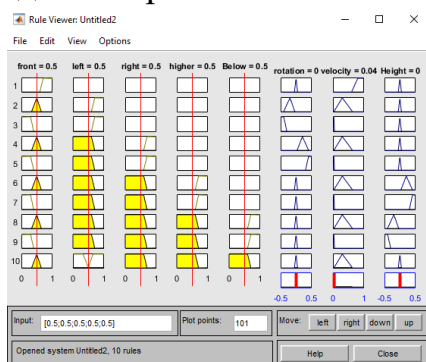 Rule Viewer: Untitled2
File Edit View Options
front = 0.5 left = 0.5 right = 0.5 higher = 0.5 Below = 0.5 rotation = 0 velocity = 0.04 Height = 0
1
2
3
4
5
6
7
8
9
10
0 1 0 1 0 1 0 1 0 1
-0.5 0.5 0 1 -0.5 0.5
Input: [0.5;0.5;0.5;0.5;0.5] Plot points: 101 Move: left right down up
Opened system Untitled2, 10 rules Help Close